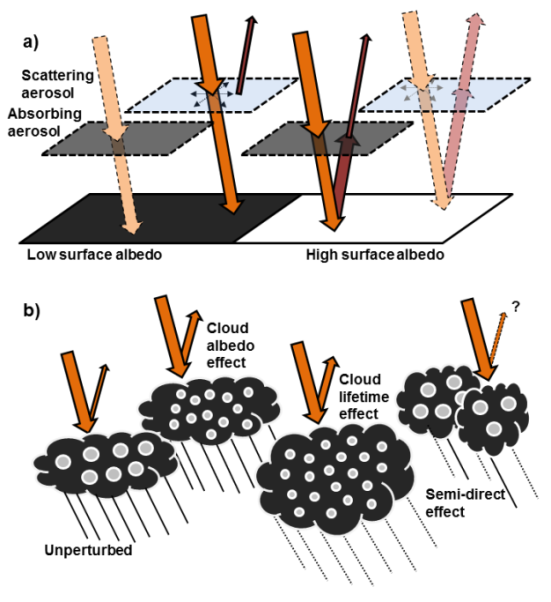 a)
Scattering
aerosol
Absorbing
aerosol
Low surface albedo
High surface albedo
b)
Cloud
albedo
effect
?
Cloud
lifetime
effect
Semi-direct
effect
Unperturbed